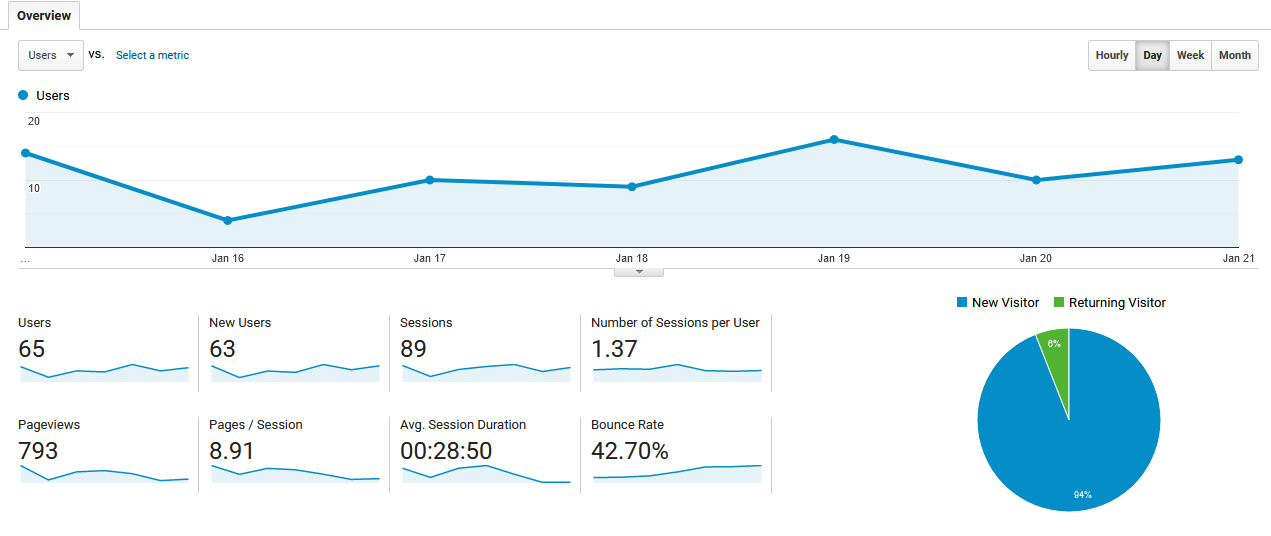 Overview
Users vs. Select a metric
Hourly Day Week Month
Users
20
10
... Jan 16 Jan 17 Jan 18 Jan 19 Jan 20 Jan 21
New Visitor Returning Visitor
Users New Users Sessions Number of Sessions per User
65 63 89 1.37
6%
Pageviews Pages / Session Avg. Session Duration Bounce Rate
793 8.91 00:28:50 42.70%
94%